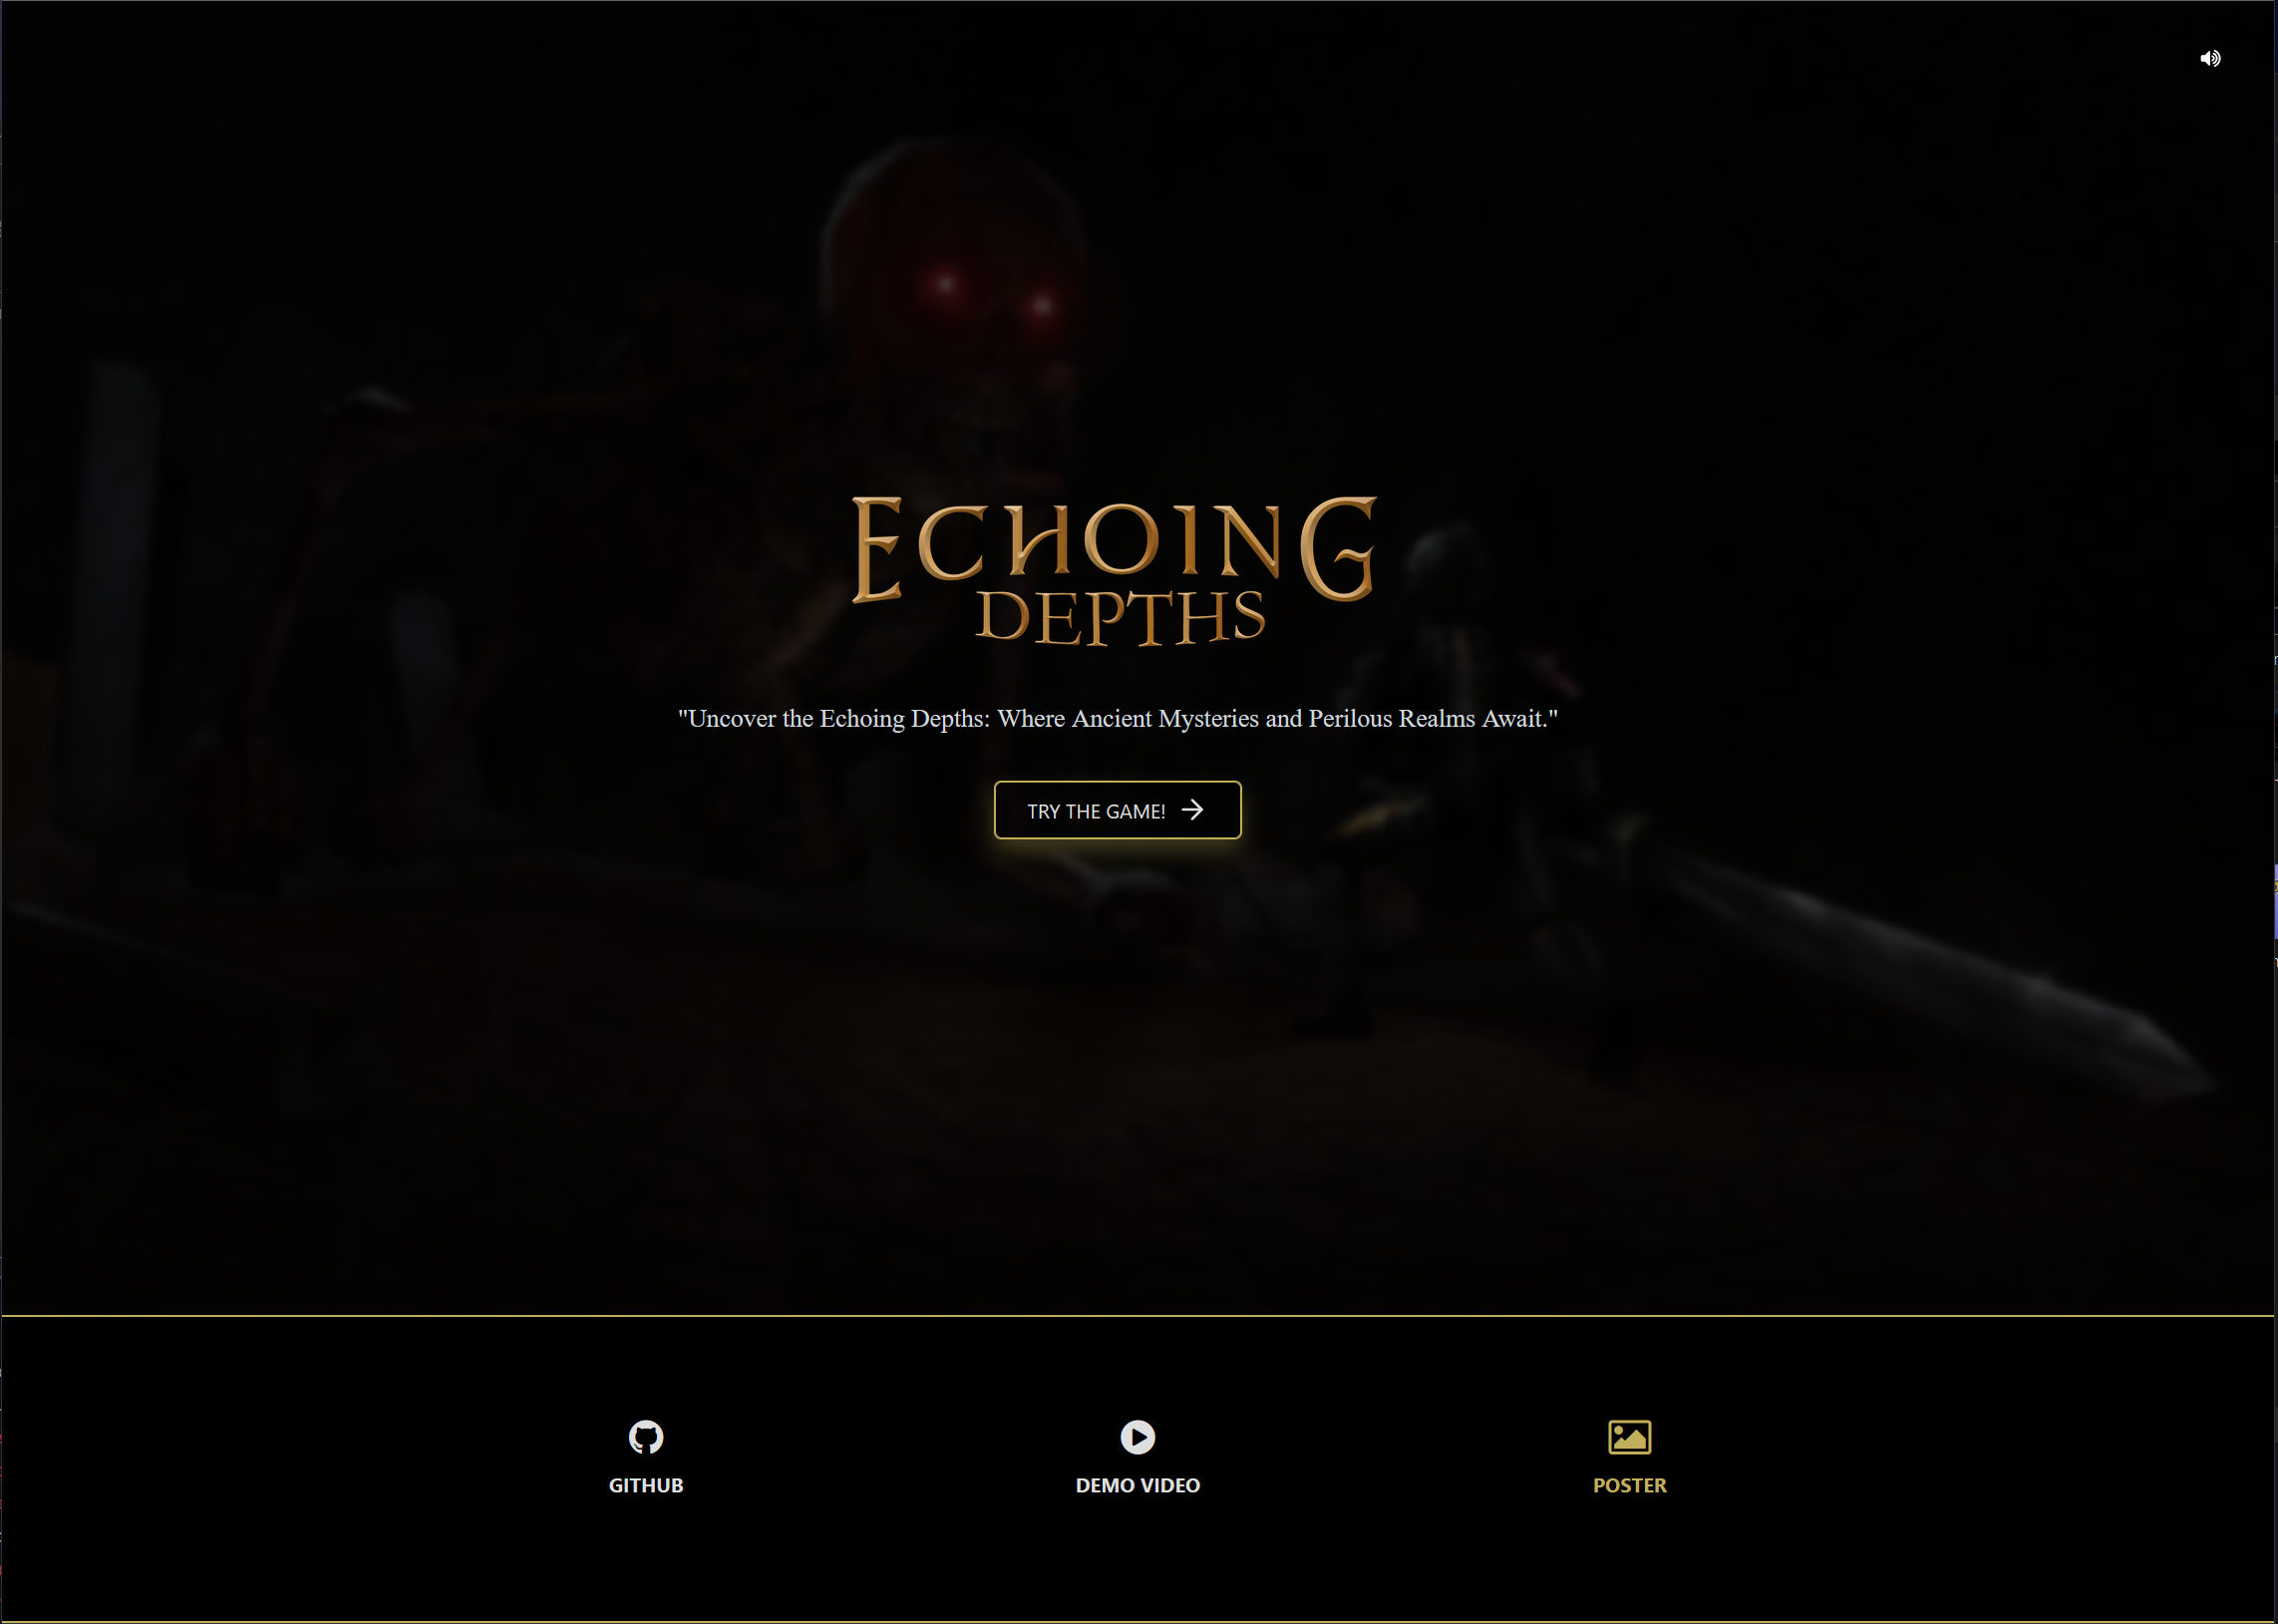 ECHOING
DEPTHS
"Uncover the Echoing Depths: Where Ancient Mysteries and Perilous Realms Await."
TRY THE GAME!
GITHUB
DEMO VIDEO
POSTER